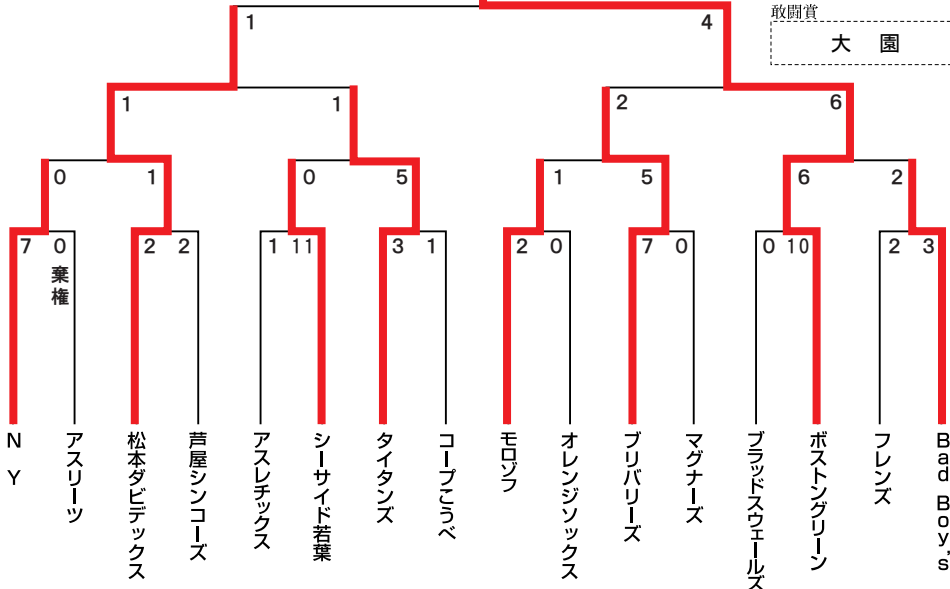 敢闘賞
大 園
1 4
1 1 2 6
0 1 0 5 1 5 6 2
7 0 2 2 1 11 3 1 2 0 7 0 0 10 2 3
棄権
N Y
アスリーツ
松本ダビデックス
芦屋シンコーズ
アスレチックス
シーサイド若葉
タイタンズ
コープこうべ
モロゾフ
オレンジソックス
ブリバリーズ
マグナーズ
ブラッドスウェールズ
ボストングリーン
フレンズ
Bad Boy's